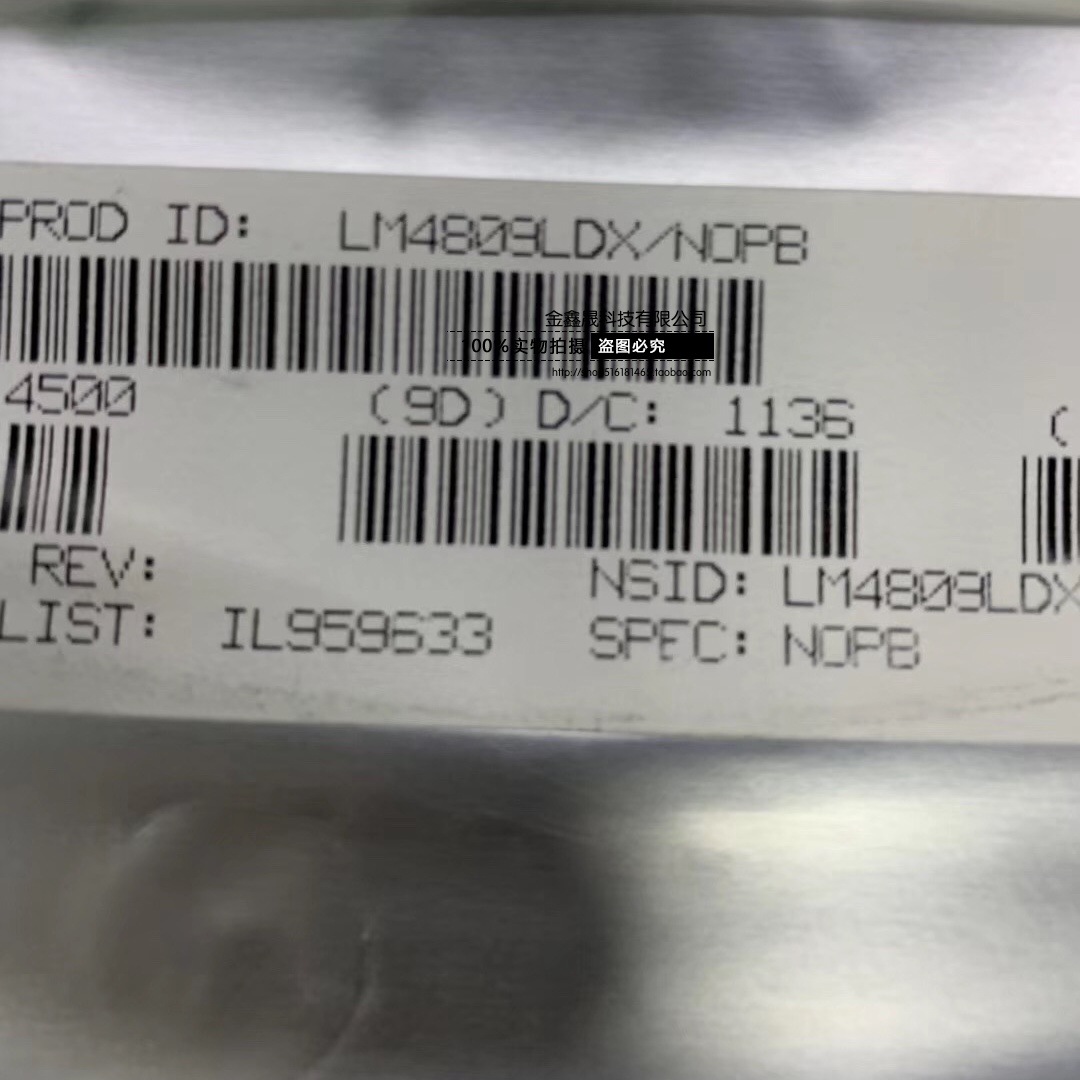 PROD ID: LM4809LDX/NOPB
金鑫晟科技有限公司
100%实物拍摄 盗图必究
4500 (9D) D/C: 1136 (
REV: NSID: LM4809LDX
LIST: IL959633 SPEC: NOPB